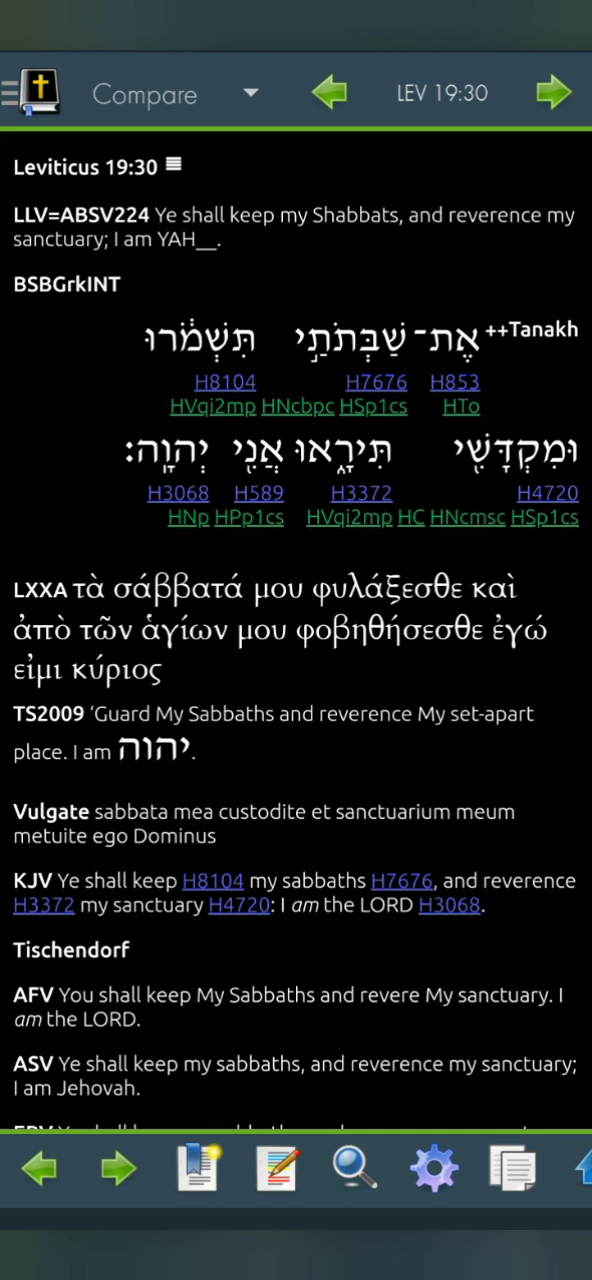 Compare
LEV 19:30
Leviticus 19:30
LLV=ABSV224 Ye shall keep my Shabbats, and reverence my
sanctuary; I am YAH__.
BSBGrkINT
++Tanakh אֶת־ שַׁבְּתֹתַ֣י תִּשְׁמֹ֔רוּ
H8104 H7676 H853
HVqi2mp HNcbpc HSp1cs HTo
וּמִקְדָּשִׁ֖י תִּירָ֑אוּ אֲנִ֖י יְהוָֽה׃
H3068 H589 H3372 H4720
HNp HPp1cs HVqi2mp HC HNcmsc HSp1cs
LXXA τὰ σάββατά μου φυλάξεσθε καὶ
ἀπὸ τῶν ἁγίων μου φοβηθήσεσθε ἐγώ
εἰμι κύριος
TS2009 ‘Guard My Sabbaths and reverence My set-apart
place. I am יהוה.
Vulgate sabbata mea custodite et sanctuarium meum
metuite ego Dominus
KJV Ye shall keep H8104 my sabbaths H7676, and reverence
H3372 my sanctuary H4720: I am the LORD H3068.
Tischendorf
AFV You shall keep My Sabbaths and revere My sanctuary. I
am the LORD.
ASV Ye shall keep my sabbaths, and reverence my sanctuary;
I am Jehovah.